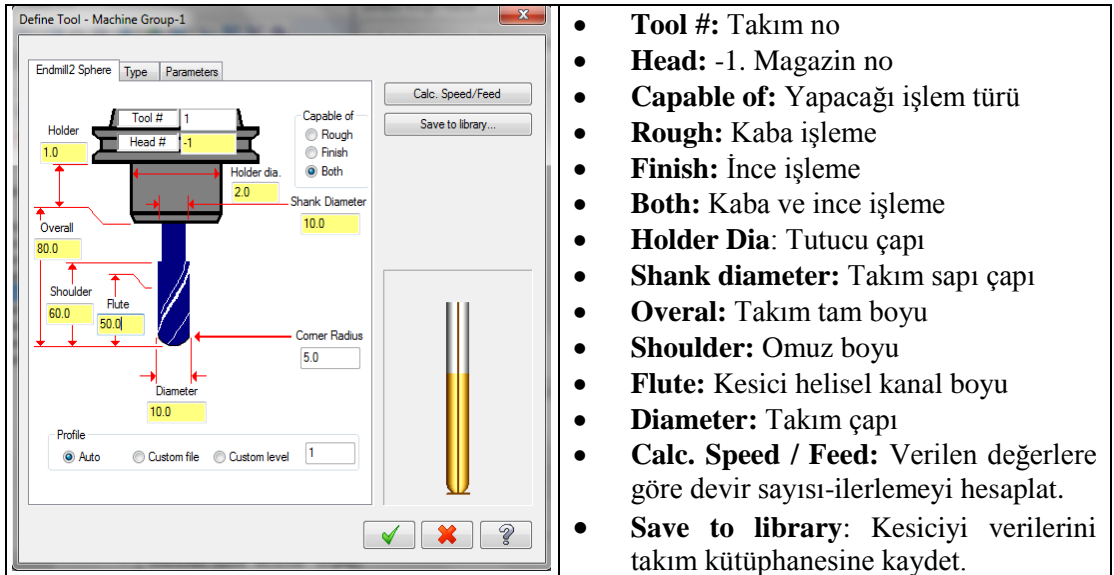 Define Tool - Machine Group-1
Endmill2 Sphere Type Parameters
Calc. Speed/Feed
Save to library...
Tool # 1
Head # -1
Capable of
Rough
Finish
Both
Holder
1.0
Holder dia.
2.0
Shank Diameter
10.0
Overall
80.0
Shoulder
60.0
Flute
50.0
Corner Radius
5.0
Diameter
10.0
Profile
Auto Custom file Custom level 1
• Tool #: Takım no
• Head: -1. Magazin no
• Capable of: Yapacağı işlem türü
• Rough: Kaba işleme
• Finish: İnce işleme
• Both: Kaba ve ince işleme
• Holder Dia: Tutucu çapı
• Shank diameter: Takım sapı çapı
• Overal: Takım tam boyu
• Shoulder: Omuz boyu
• Flute: Kesici helisel kanal boyu
• Diameter: Takım çapı
• Calc. Speed / Feed: Verilen değerlere
göre devir sayısı-ilerlemeyi hesaplat.
• Save to library: Kesiciyi verilerini
takım kütüphanesine kaydet.